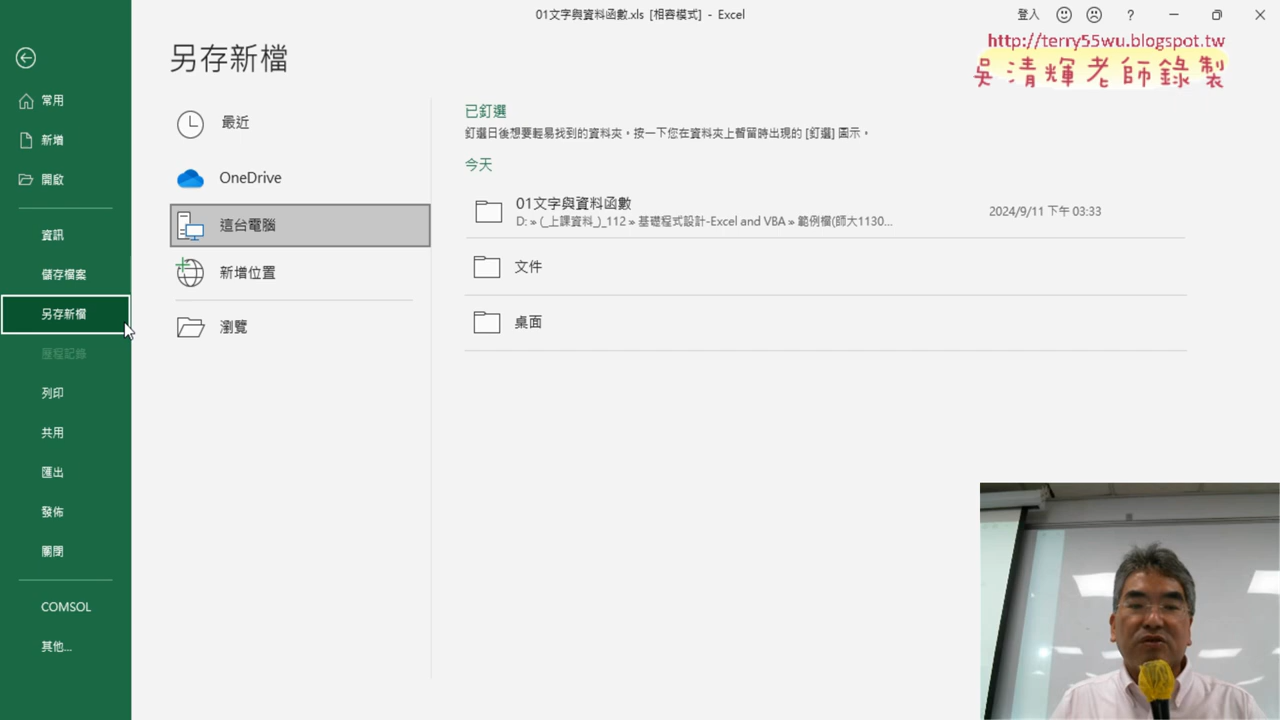 01文字與資料函數.xls [相容模式] - Excel
登入
?
http://terry55wu.blogspot.tw
吳清輝老師錄製
另存新檔
常用
新增
開啟
資訊
儲存檔案
另存新檔
歷程記錄
列印
共用
匯出
發佈
關閉
COMSOL
其他...
最近
OneDrive
這台電腦
新增位置
瀏覽
已釘選
釘選日後想要輕易找到的資料夾。按一下您在資料夾上暫留時出現的 [釘選] 圖示。
今天
01文字與資料函數
D: » (_上課資料_)_112 » 基礎程式設計-Excel and VBA » 範例檔(師大1130...
2024/9/11 下午 03:33
文件
桌面